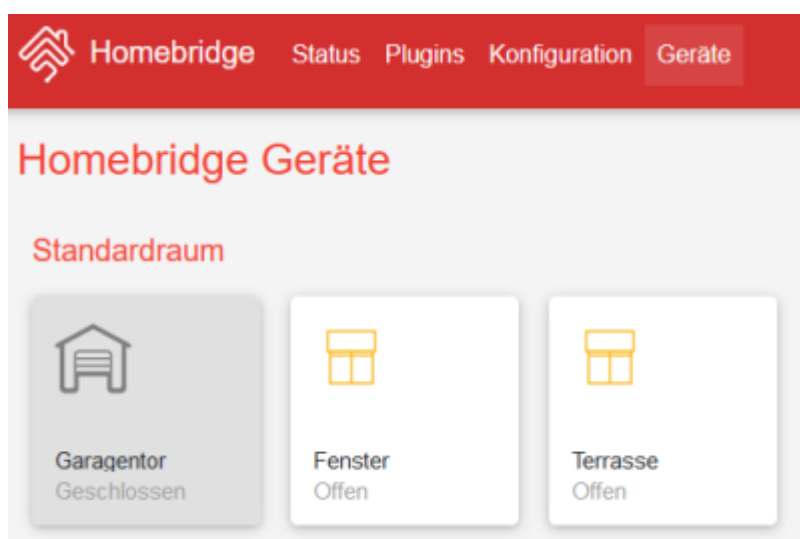 Homebridge Status Plugins Konfiguration Geräte
Homebridge Geräte
Standardraum
Garagentor
Geschlossen
Fenster
Offen
Terrasse
Offen